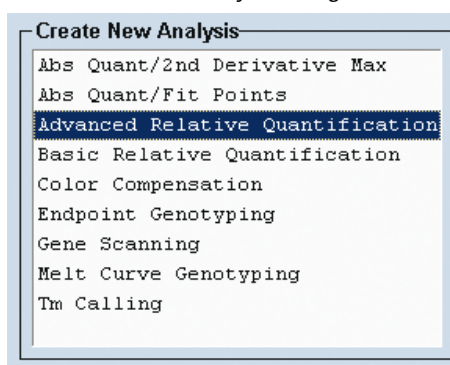 Create New Analysis
Abs Quant/2nd Derivative Max
Abs Quant/Fit Points
Advanced Relative Quantification
Basic Relative Quantification
Color Compensation
Endpoint Genotyping
Gene Scanning
Melt Curve Genotyping
Tm Calling